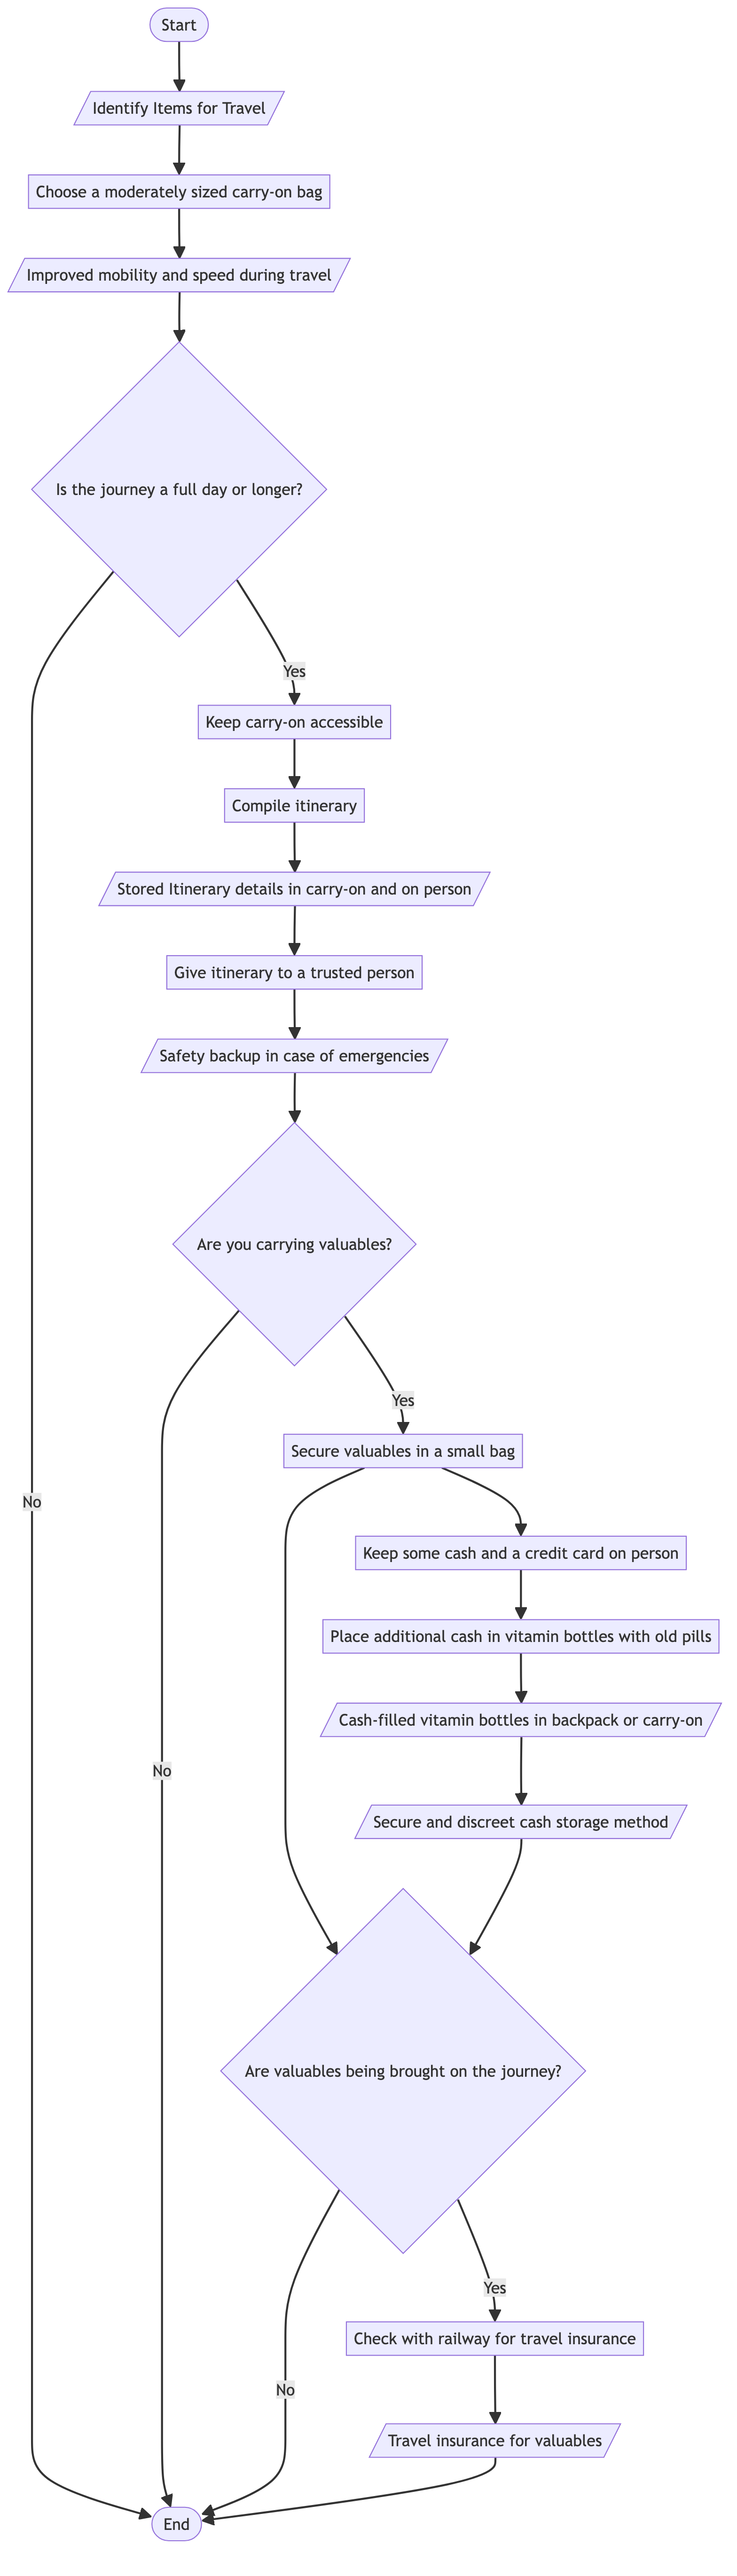 Start
Identify Items for Travel
Choose a moderately sized carry-on bag
Improved mobility and speed during travel
Is the journey a full day or longer?
Yes
Keep carry-on accessible
Compile itinerary
Stored Itinerary details in carry-on and on person
Give itinerary to a trusted person
Safety backup in case of emergencies
Are you carrying valuables?
Yes
Secure valuables in a small bag
No
Keep some cash and a credit card on person
Place additional cash in vitamin bottles with old pills
Cash-filled vitamin bottles in backpack or carry-on
No
Secure and discreet cash storage method
Are valuables being brought on the journey?
Yes
Check with railway for travel insurance
No
Travel insurance for valuables
End